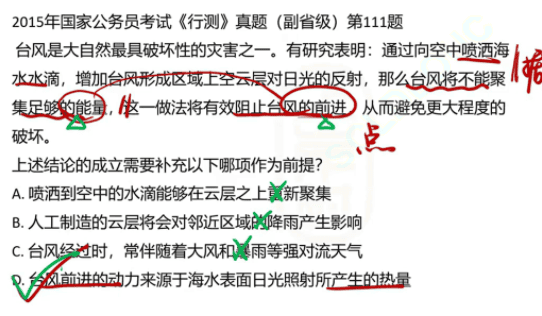 2015年国家公务员考试《行测》真题（副省级）第111题
台风是大自然最具破坏性的灾害之一。有研究表明：通过向空中喷洒海
水水滴，增加台风形成区域上空云层对日光的反射，那么台风将不能聚
集足够的能量，这一做法将有效阻止台风的前进，从而避免更大程度的
破坏。
点
上述结论的成立需要补充以下哪项作为前提？
A. 喷洒到空中的水滴能够在云层之上重新聚集
B. 人工制造的云层将会对邻近区域的降雨产生影响
C. 台风经过时，常伴随着大风和暴雨等强对流天气
D. 台风前进的动力来源于海水表面日光照射所产生的热量